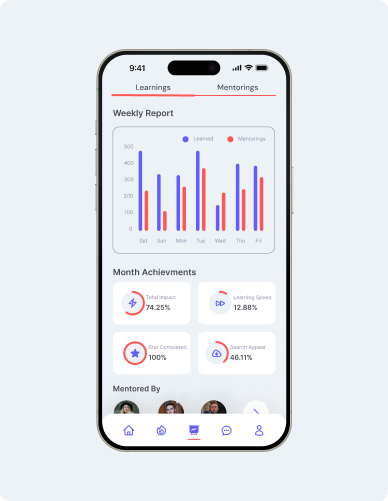 9:41
Learnings
Mentorings
Weekly Report
Learned
Mentorings
500
400
300
200
100
0
Sat
Sun
Mon
Tue
Wed
Thu
Fri
Month Achievments
Total Impact
74.25%
Learning Speed
12.88%
Star Completed
100%
Search Appear
46.11%
Mentored By